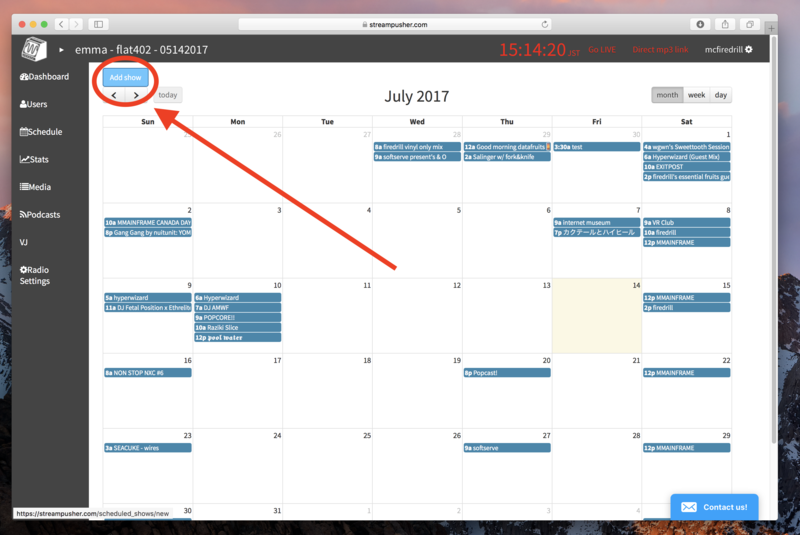 streampusher.com
emma - flat402 - 05142017
15:14:20 JST
Go LIVE
Direct mp3 link
mcfiredrill
Dashboard
Users
Schedule
Stats
Media
Podcasts
VJ
Radio
Settings
Add show
today
July 2017
month week day
Sun Mon Tue Wed Thu Fri Sat
25 26 27 28 29 30 1
8a firedrill vinyl only mix
9a softserve present's & O
12a Good morning datafruits
2a Salinger w/ fork&knife
3:30a test
4a wgwn's Sweettooth Session
6a Hyperwizard (Guest Mix)
10a EXITPOST
2p firedrill's essential fruits gue
2 3 4 5 6 7 8
10a MMAINFRAME CANADA DAY
8p Gang Gang by nuitunit: YOM
9a internet museum
7p カクテールとハイヒール
9a VR Club
10a firedrill
12p MMAINFRAME
9 10 11 12 13 14 15
5a hyperwizard
11a DJ Fetal Position x Ethrelite
6a Hyperwizard
7a DJ AMWF
9a POPCORE!!
10a Raziki Slice
12p pool water
12p MMAINFRAME
2p firedrill
16 17 18 19 20 21 22
8a NON STOP NXC #6
8p Popcast!
12p MMAINFRAME
23 24 25 26 27 28 29
3a SEACUKE - wires
9a softserve
12p MMAINFRAME
30 31 1 2 3
https://streampusher.com/scheduled_shows/new
Contact us!